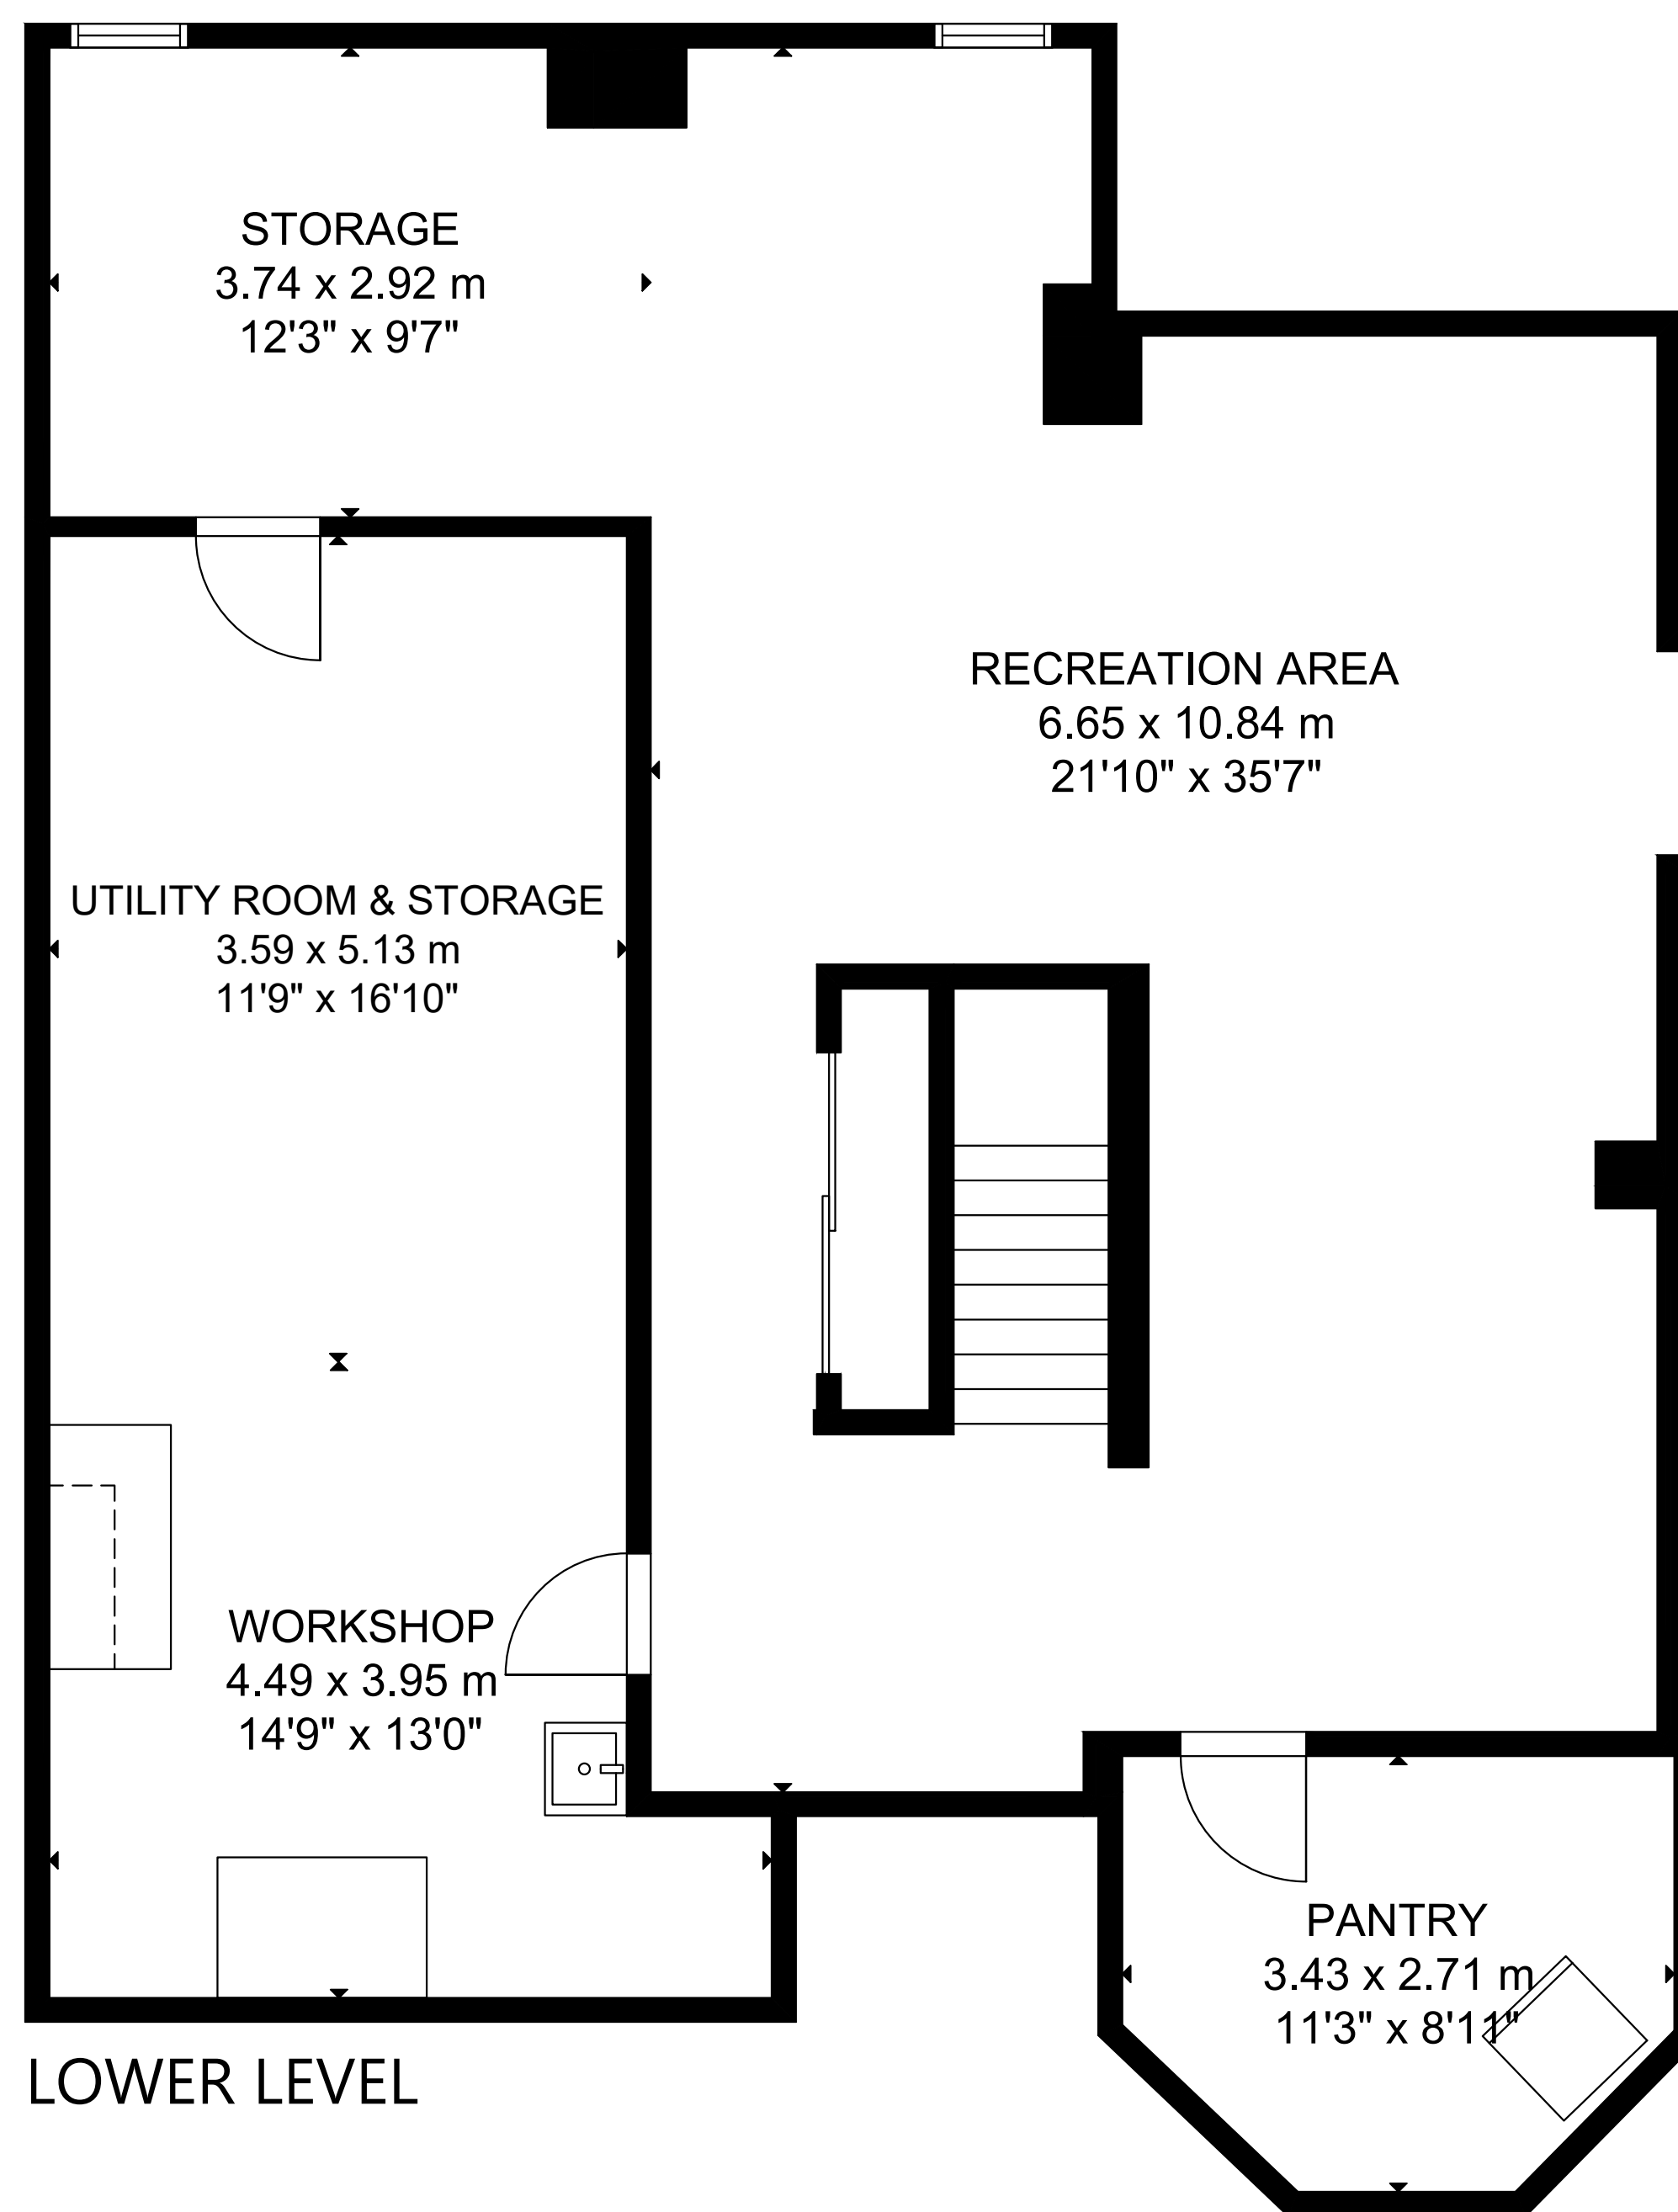 STORAGE
3.74 x 2.92 m
12'3" x 9'7"
RECREATION AREA
6.65 x 10.84 m
21'10" x 35'7"
UTILITY ROOM & STORAGE
3.59 x 5.13 m
11'9" x 16'10"
WORKSHOP
4.49 x 3.95 m
14'9" x 13'0"
PANTRY
3.43 x 2.71 m
11'3" x 8'11"
LOWER LEVEL